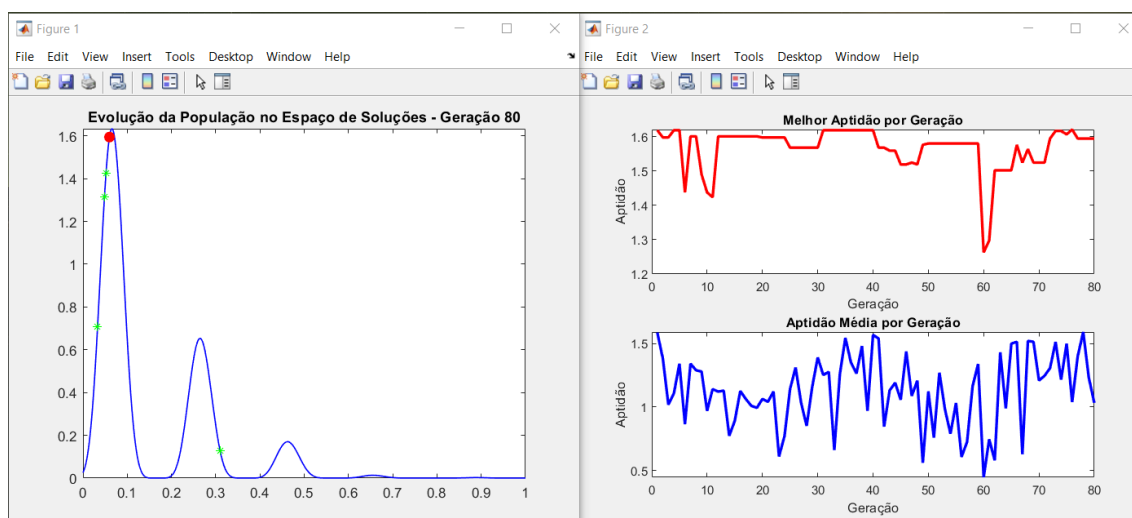 Figure 1
File Edit View Insert Tools Desktop Window Help
Evolução da População no Espaço de Soluções - Geração 80
1.6
1.4
1.2
1
0.8
0.6
0.4
0.2
0
0 0.1 0.2 0.3 0.4 0.5 0.6 0.7 0.8 0.9 1
Figure 2
File Edit View Insert Tools Desktop Window Help
Melhor Aptidão por Geração
Aptidão
1.6
1.5
1.4
1.3
1.2
0 10 20 30 40 50 60 70 80
Geração
Aptidão Média por Geração
Aptidão
1.5
1
0.5
0 10 20 30 40 50 60 70 80
Geração